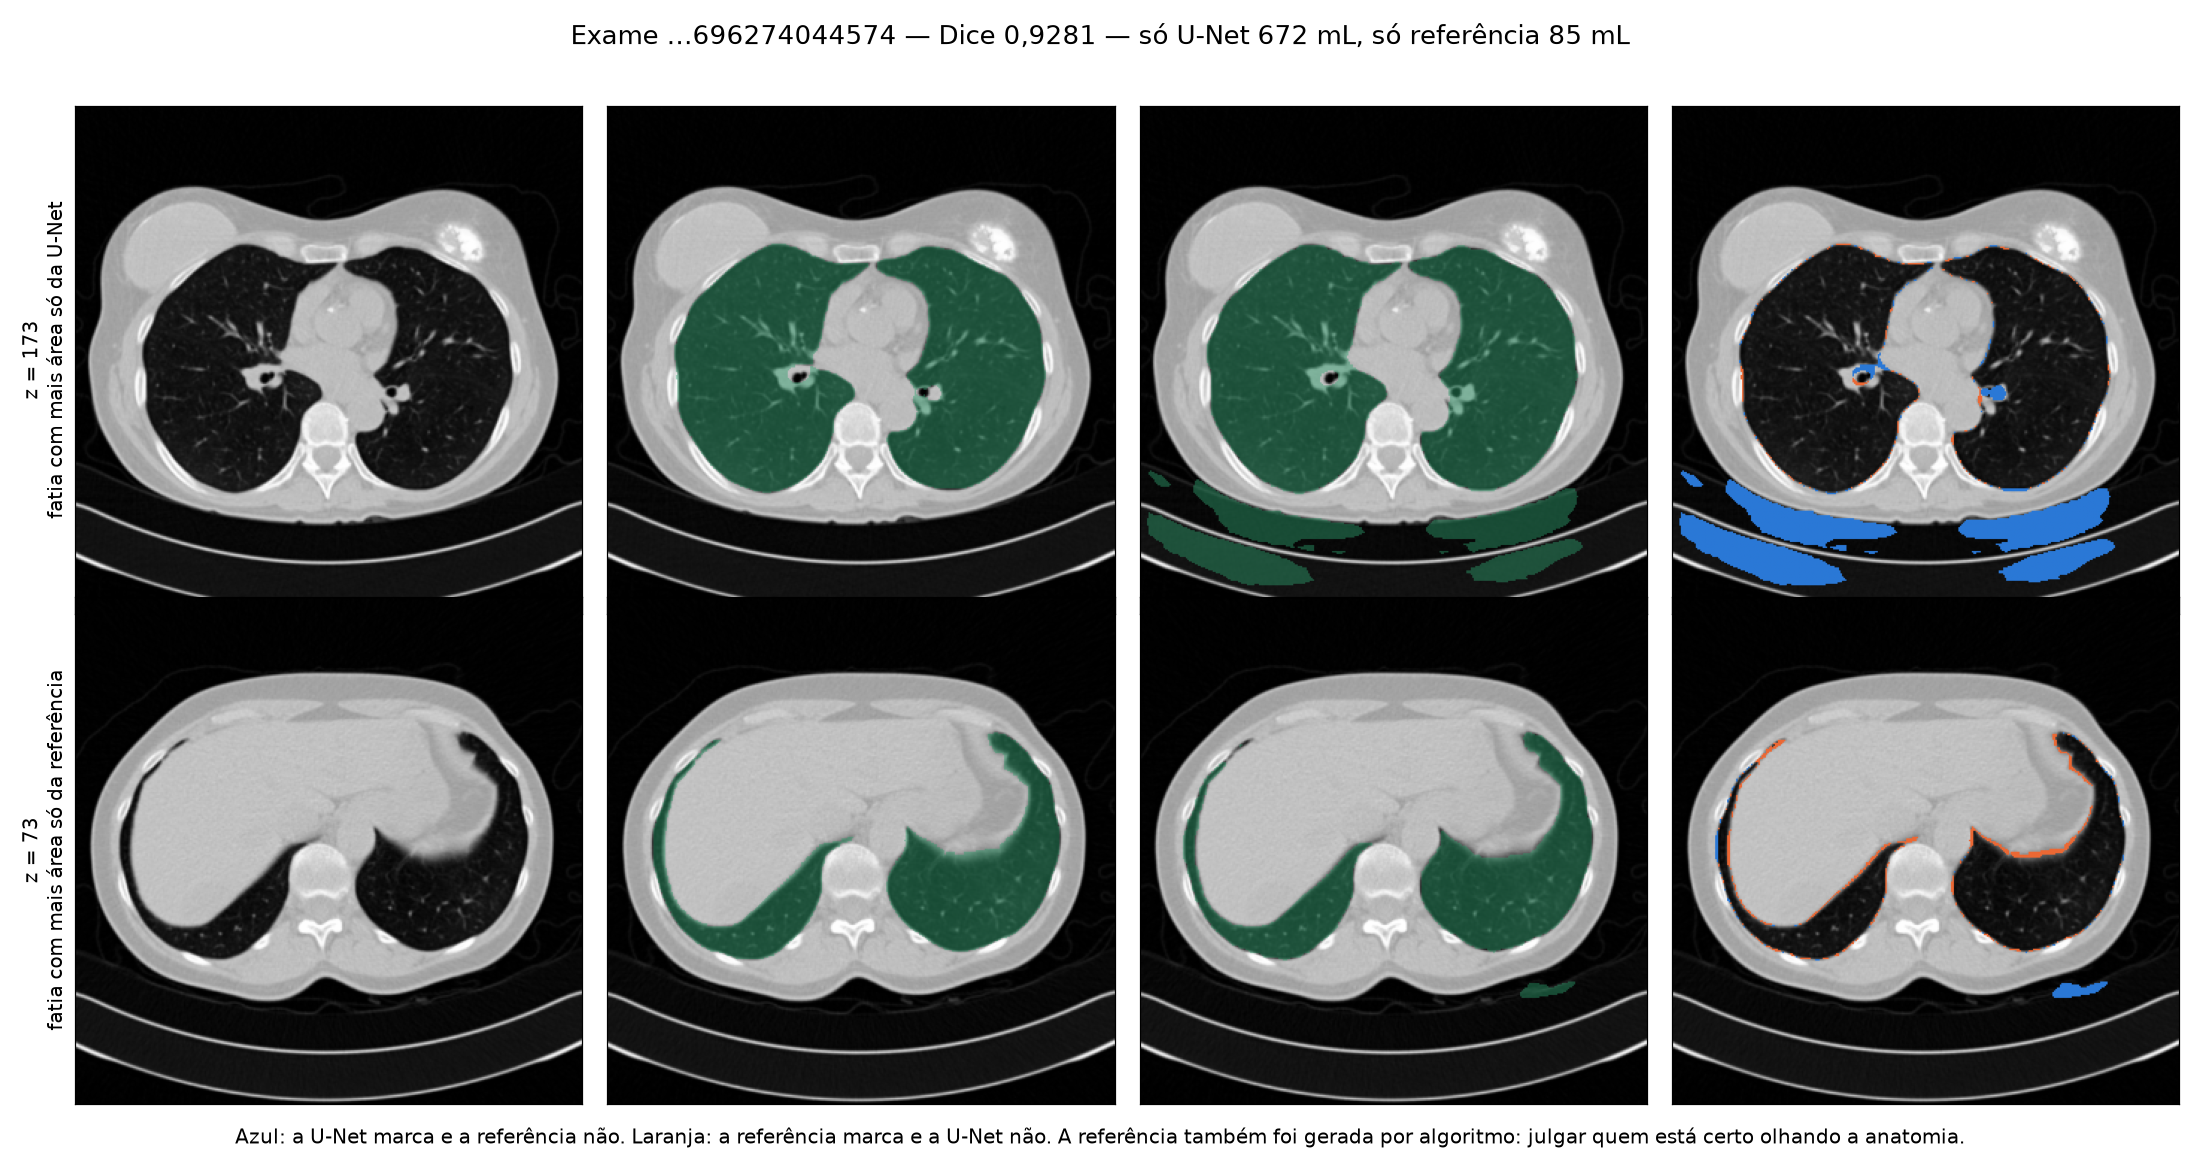 Exame ...696274044574 — Dice 0,9281 — só U-Net 672 mL, só referência 85 mL
z = 173
fatia com mais área só da U-Net
z = 73
fatia com mais área só da referência
Azul: a U-Net marca e a referência não. Laranja: a referência marca e a U-Net não. A referência também foi gerada por algoritmo: julgar quem está certo olhando a anatomia.